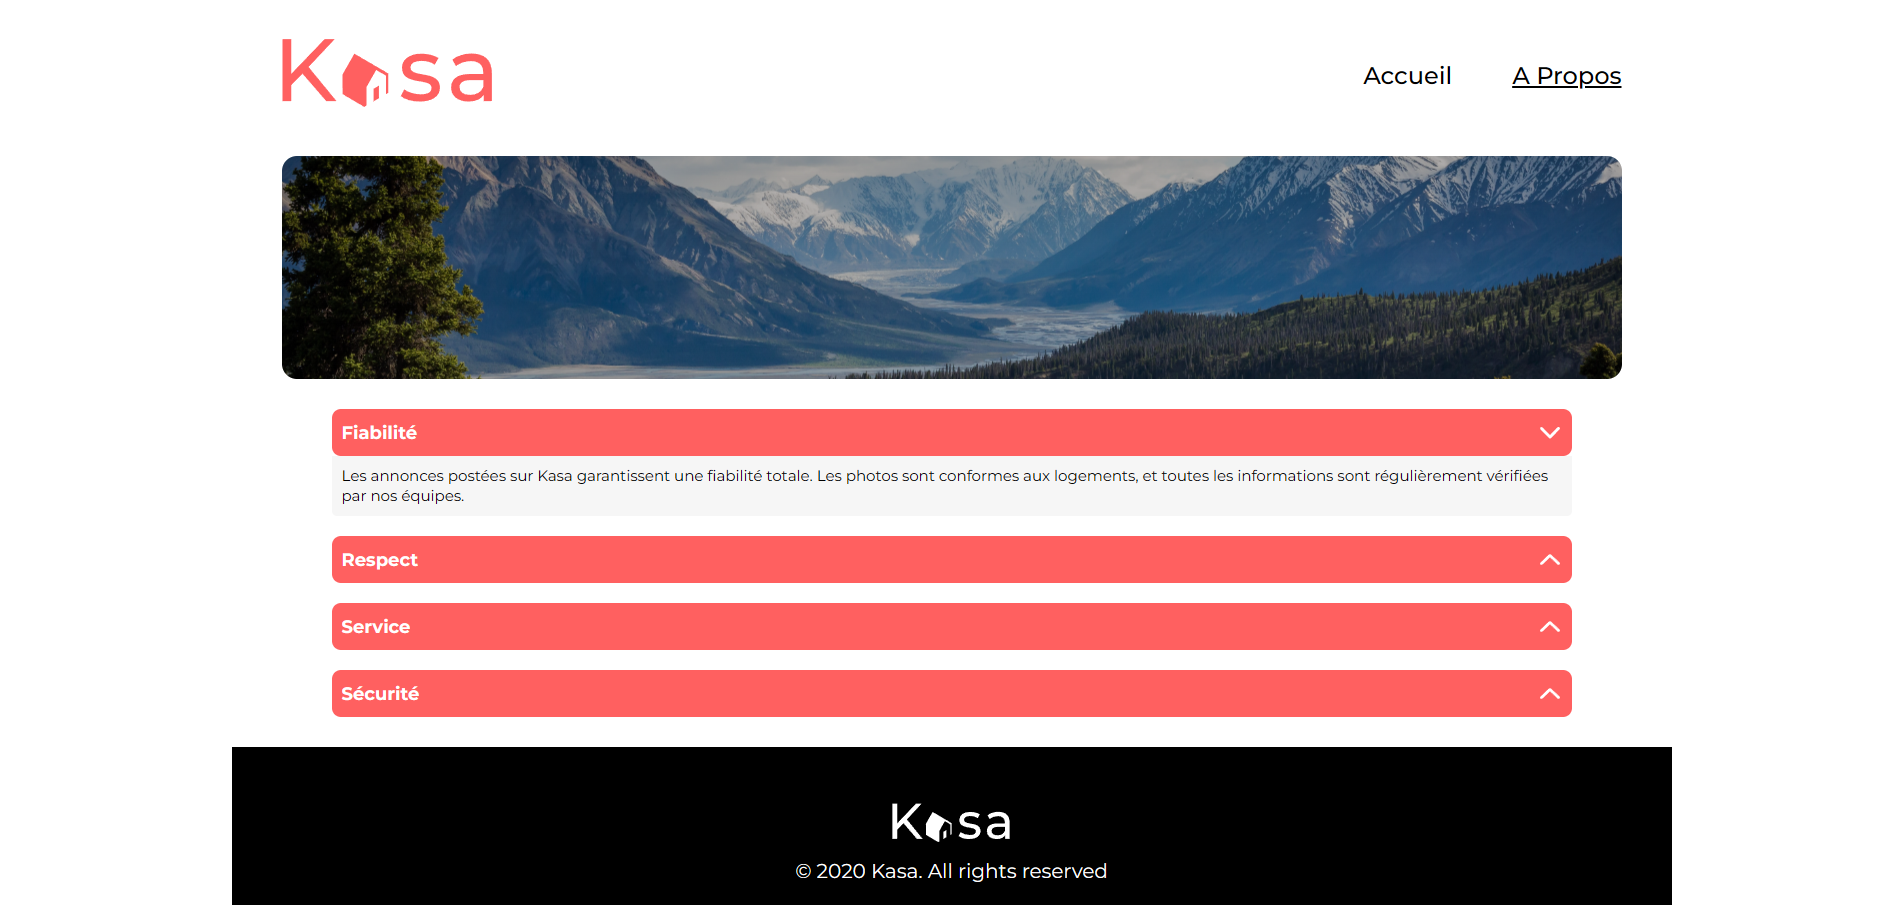 Kasa
Accueil
A Propos
Fiabilité
Les annonces postées sur Kasa garantissent une fiabilité totale. Les photos sont conformes aux logements, et toutes les informations sont régulièrement vérifiées
par nos équipes.
Respect
Service
Sécurité
Kasa
© 2020 Kasa. All rights reserved